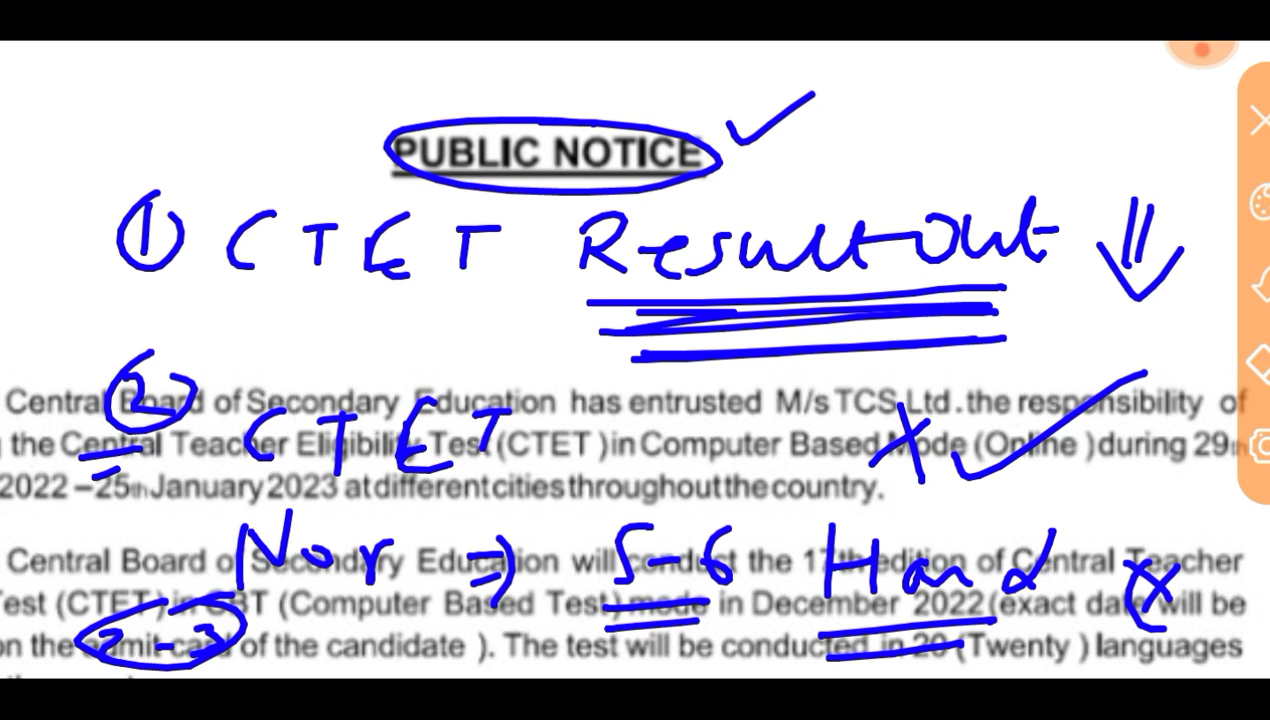 PUBLIC NOTICE
① CTET Result Out
② CTET
Central Board of Secondary Education has entrusted M/s TCS Ltd. the responsibility of
the Central Teacher Eligibility Test (CTET ) in Computer Based Mode (Online ) during 29th
2022 – 25th January 2023 at different cities throughout the country.
Nor ⇒ 5-6 Hard
Central Board of Secondary Education will conduct the 17th edition of Central Teacher
Test (CTET) in CBT (Computer Based Test) mode in December 2022 (exact date will be
2-3
on the admit card of the candidate ). The test will be conducted in 20 (Twenty ) languages